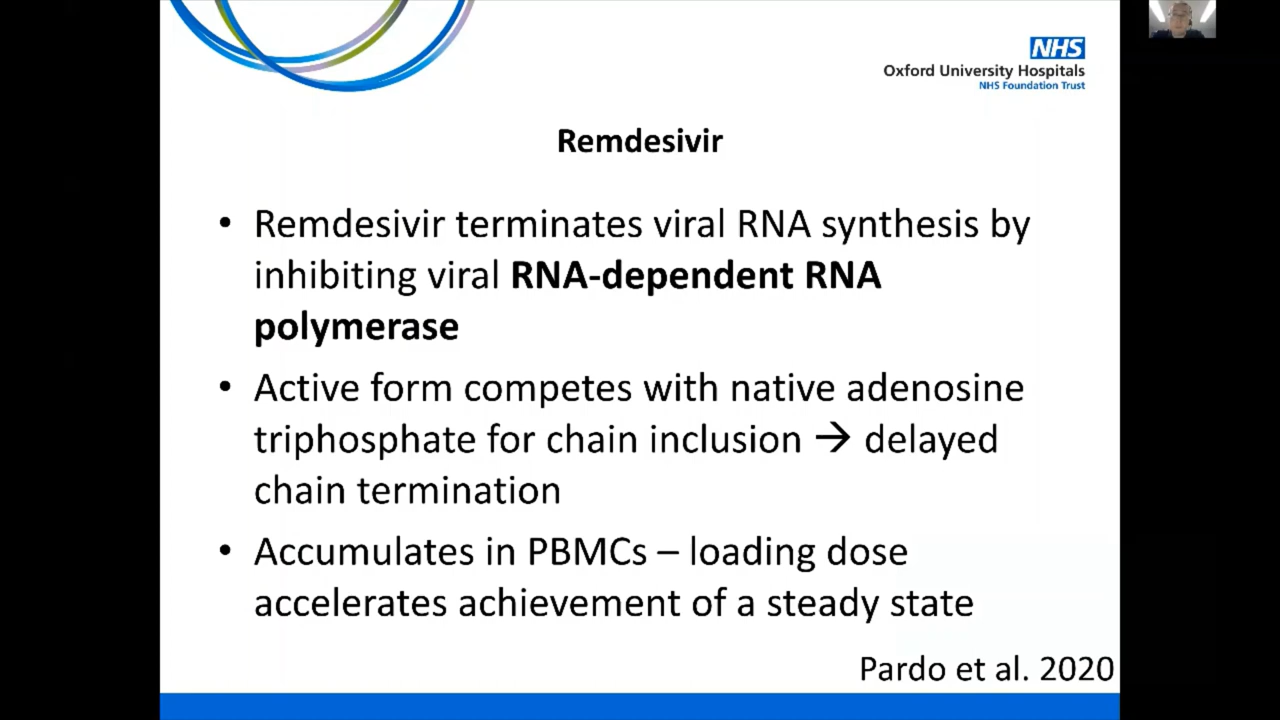 NHS
Oxford University Hospitals
NHS Foundation Trust
Remdesivir
• Remdesivir terminates viral RNA synthesis by
inhibiting viral RNA-dependent RNA
polymerase
• Active form competes with native adenosine
triphosphate for chain inclusion → delayed
chain termination
• Accumulates in PBMCs – loading dose
accelerates achievement of a steady state
Pardo et al. 2020